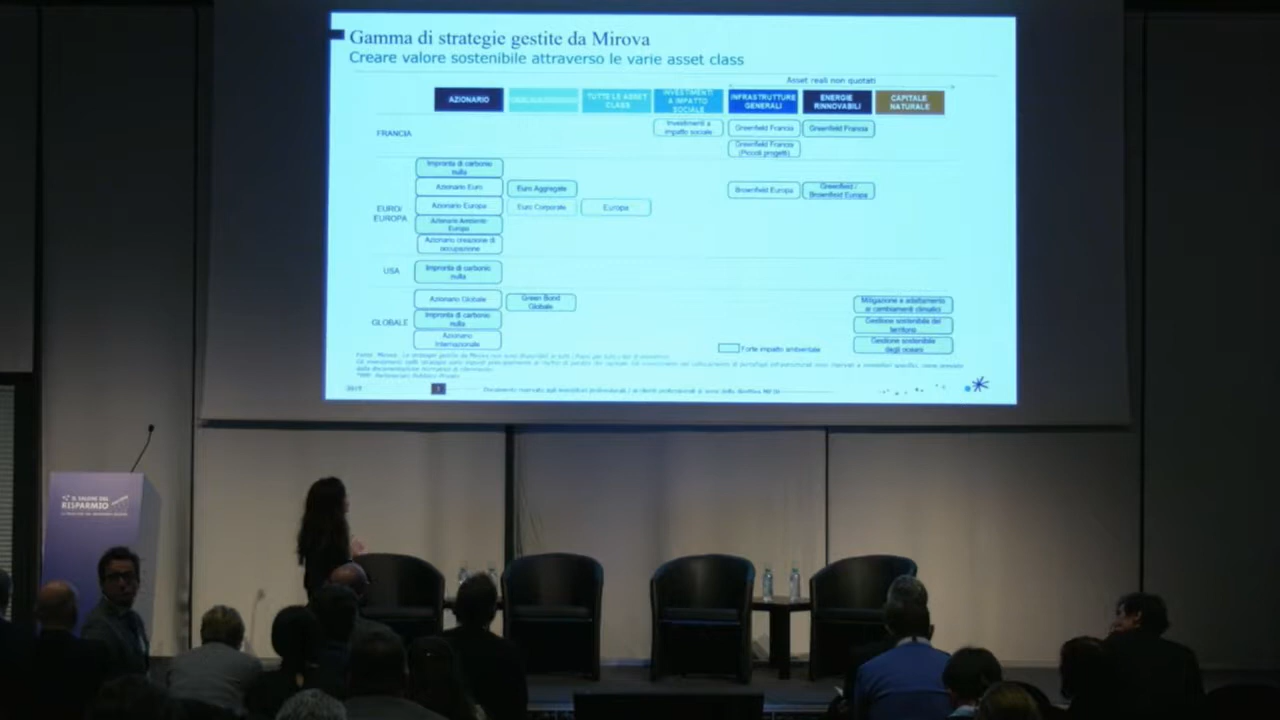 Gamma di strategie gestite da Mirova
Creare valore sostenibile attraverso le varie asset class
Asset reali non quotati
AZIONARIO
TUTTE LE ASSET
CLASS
INVESTIMENTI
A IMPATTO
SOCIALE
INFRASTRUTTURE
GENERALI
ENERGIE
RINNOVABILI
CAPITALE
NATURALE
FRANCIA
Investimenti a
impatto sociale
Greenfield Francia
Greenfield Francia
Greenfield Francia
(Piccoli progetti)
EURO/
EUROPA
Impronta di carbonio
nulla
Azionario Euro
Euro Aggregate
Brownfield Europa
Greenfield /
Brownfield Europa
Azionario Europa
Euro Corporate
Europa
Azionario Ambiente
Europa
Azionario creazione di
occupazione
USA
Impronta di carbonio
nulla
GLOBALE
Azionario Globale
Green Bond
Globale
Mitigazione e adattamento
ai cambiamenti climatici
Impronta di carbonio
nulla
Gestione sostenibile del
territorio
Azionario
Internazionale
Gestione sostenibile
degli oceani
Forte impatto ambientale
IL SALONE DEL
RISPARMIO